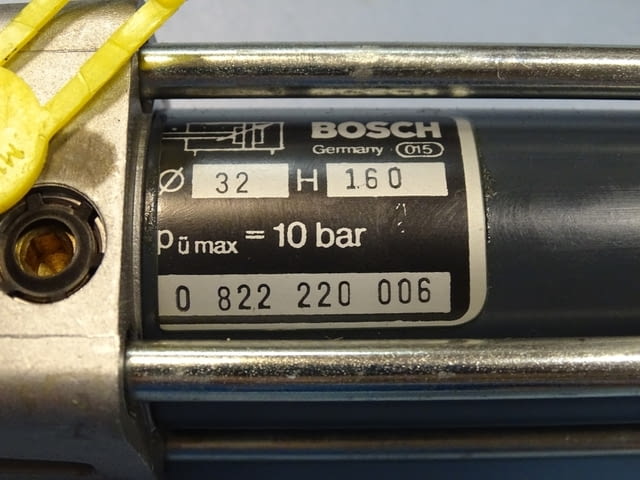 BOSCH
Germany 015
Ø 32 H 160
pü max = 10 bar
0 822 220 006